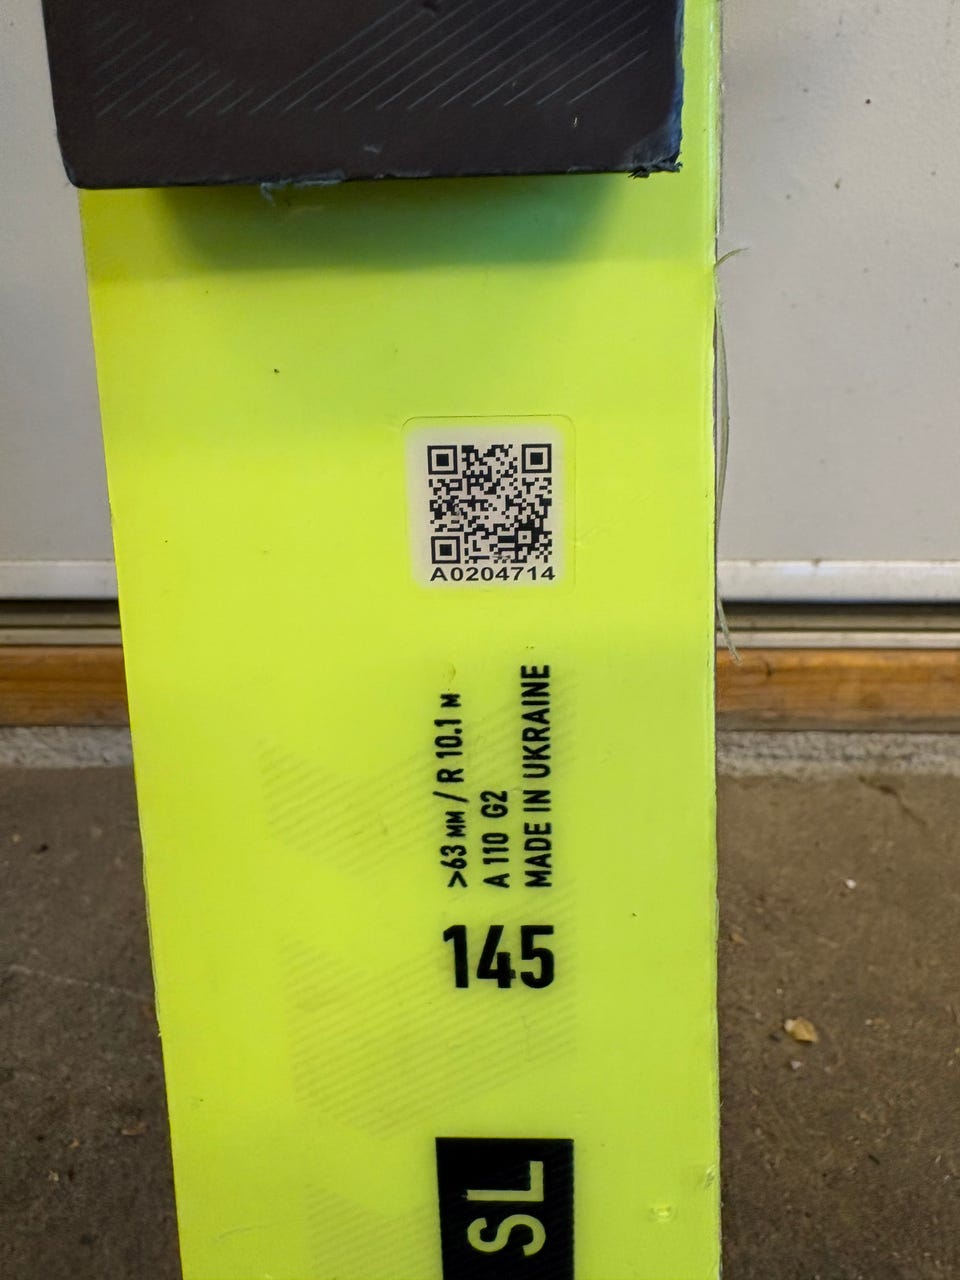 A0204714
>63 MM / R 10.1 M
A 110 G2
MADE IN UKRAINE
145
SL